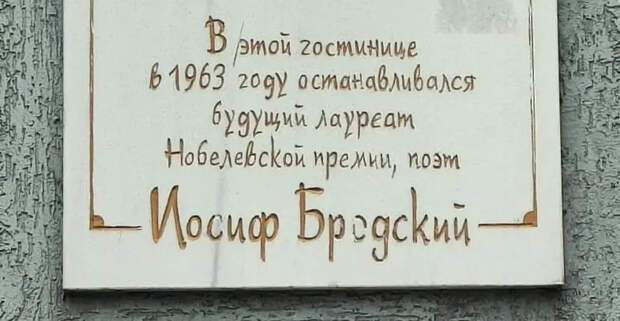 В этой гостинице
в 1963 году останавливался
будущий лауреат
Нобелевской премии, поэт
Иосиф Бродский